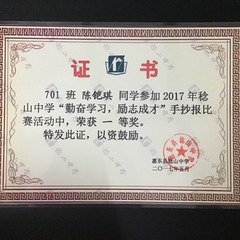 证书
701 班 陈铠琪 同学参加 2017 年稔
山中学“勤奋学习，励志成才”手抄报比
赛活动中，荣获 一 等奖。
特发此证，以资鼓励。
惠东县稔山中学
二〇一七年五月